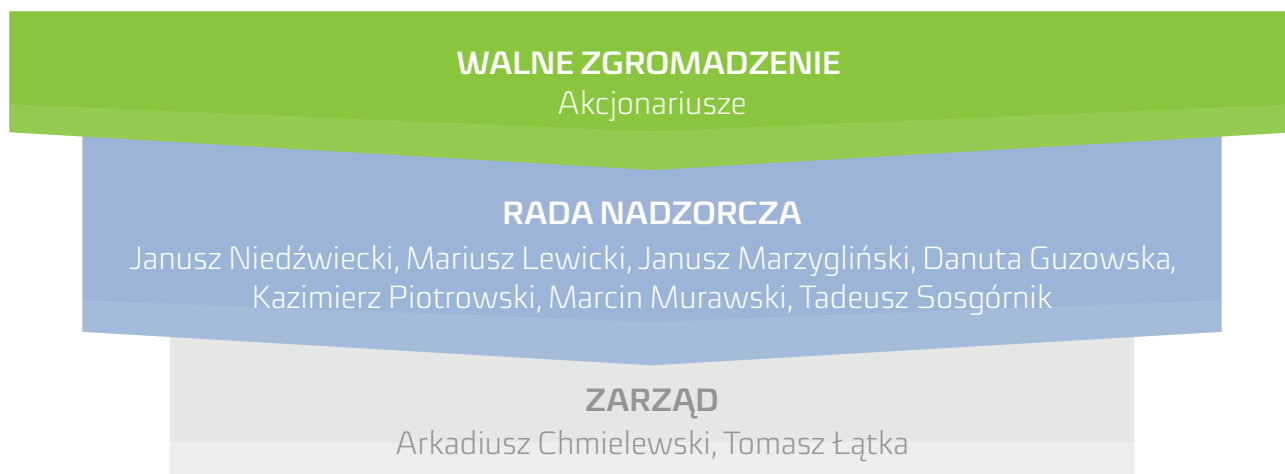 WALNE ZGROMADZENIE
Akcjonariusze
RADA NADZORCZA
Janusz Niedźwiecki, Mariusz Lewicki, Janusz Marzygliński, Danuta Guzowska,
Kazimierz Piotrowski, Marcin Murawski, Tadeusz Sosgórnik
ZARZĄD
Arkadiusz Chmielewski, Tomasz Łątka